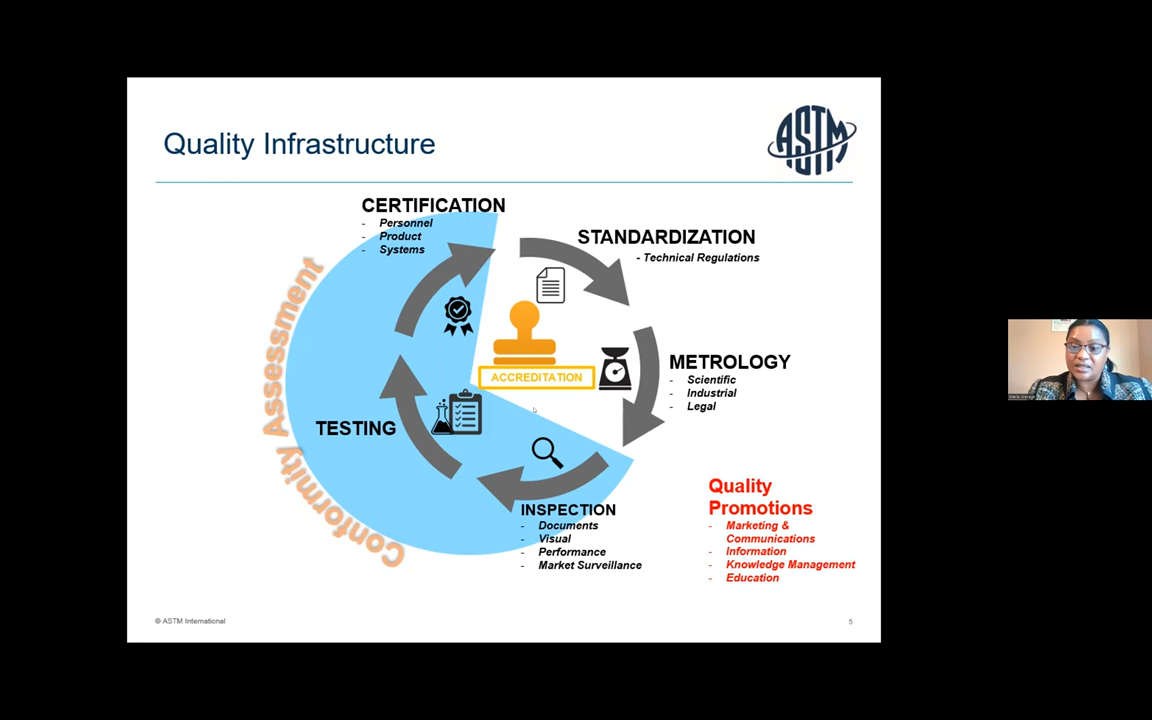 Quality Infrastructure
ASTM
CERTIFICATION
- Personnel
- Product
- Systems
STANDARDIZATION
- Technical Regulations
Conformity Assessment
ACCREDITATION
METROLOGY
- Scientific
- Industrial
- Legal
TESTING
INSPECTION
- Documents
- Visual
- Performance
- Market Surveillance
Quality
Promotions
- Marketing &
Communications
- Information
- Knowledge Management
- Education
© ASTM International
5